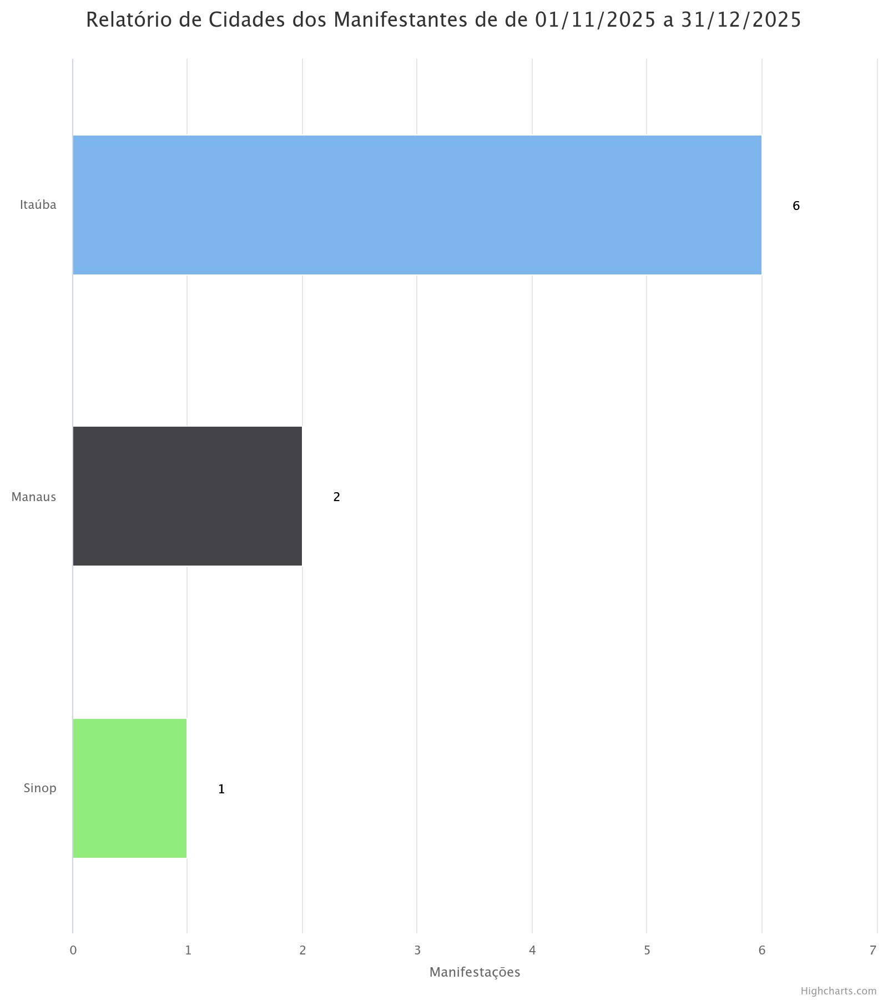 Relatório de Cidades dos Manifestantes de de 01/11/2025 a 31/12/2025
Itaúba
6
Manaus
2
Sinop
1
0 1 2 3 4 5 6 7
Manifestações
Highcharts.com